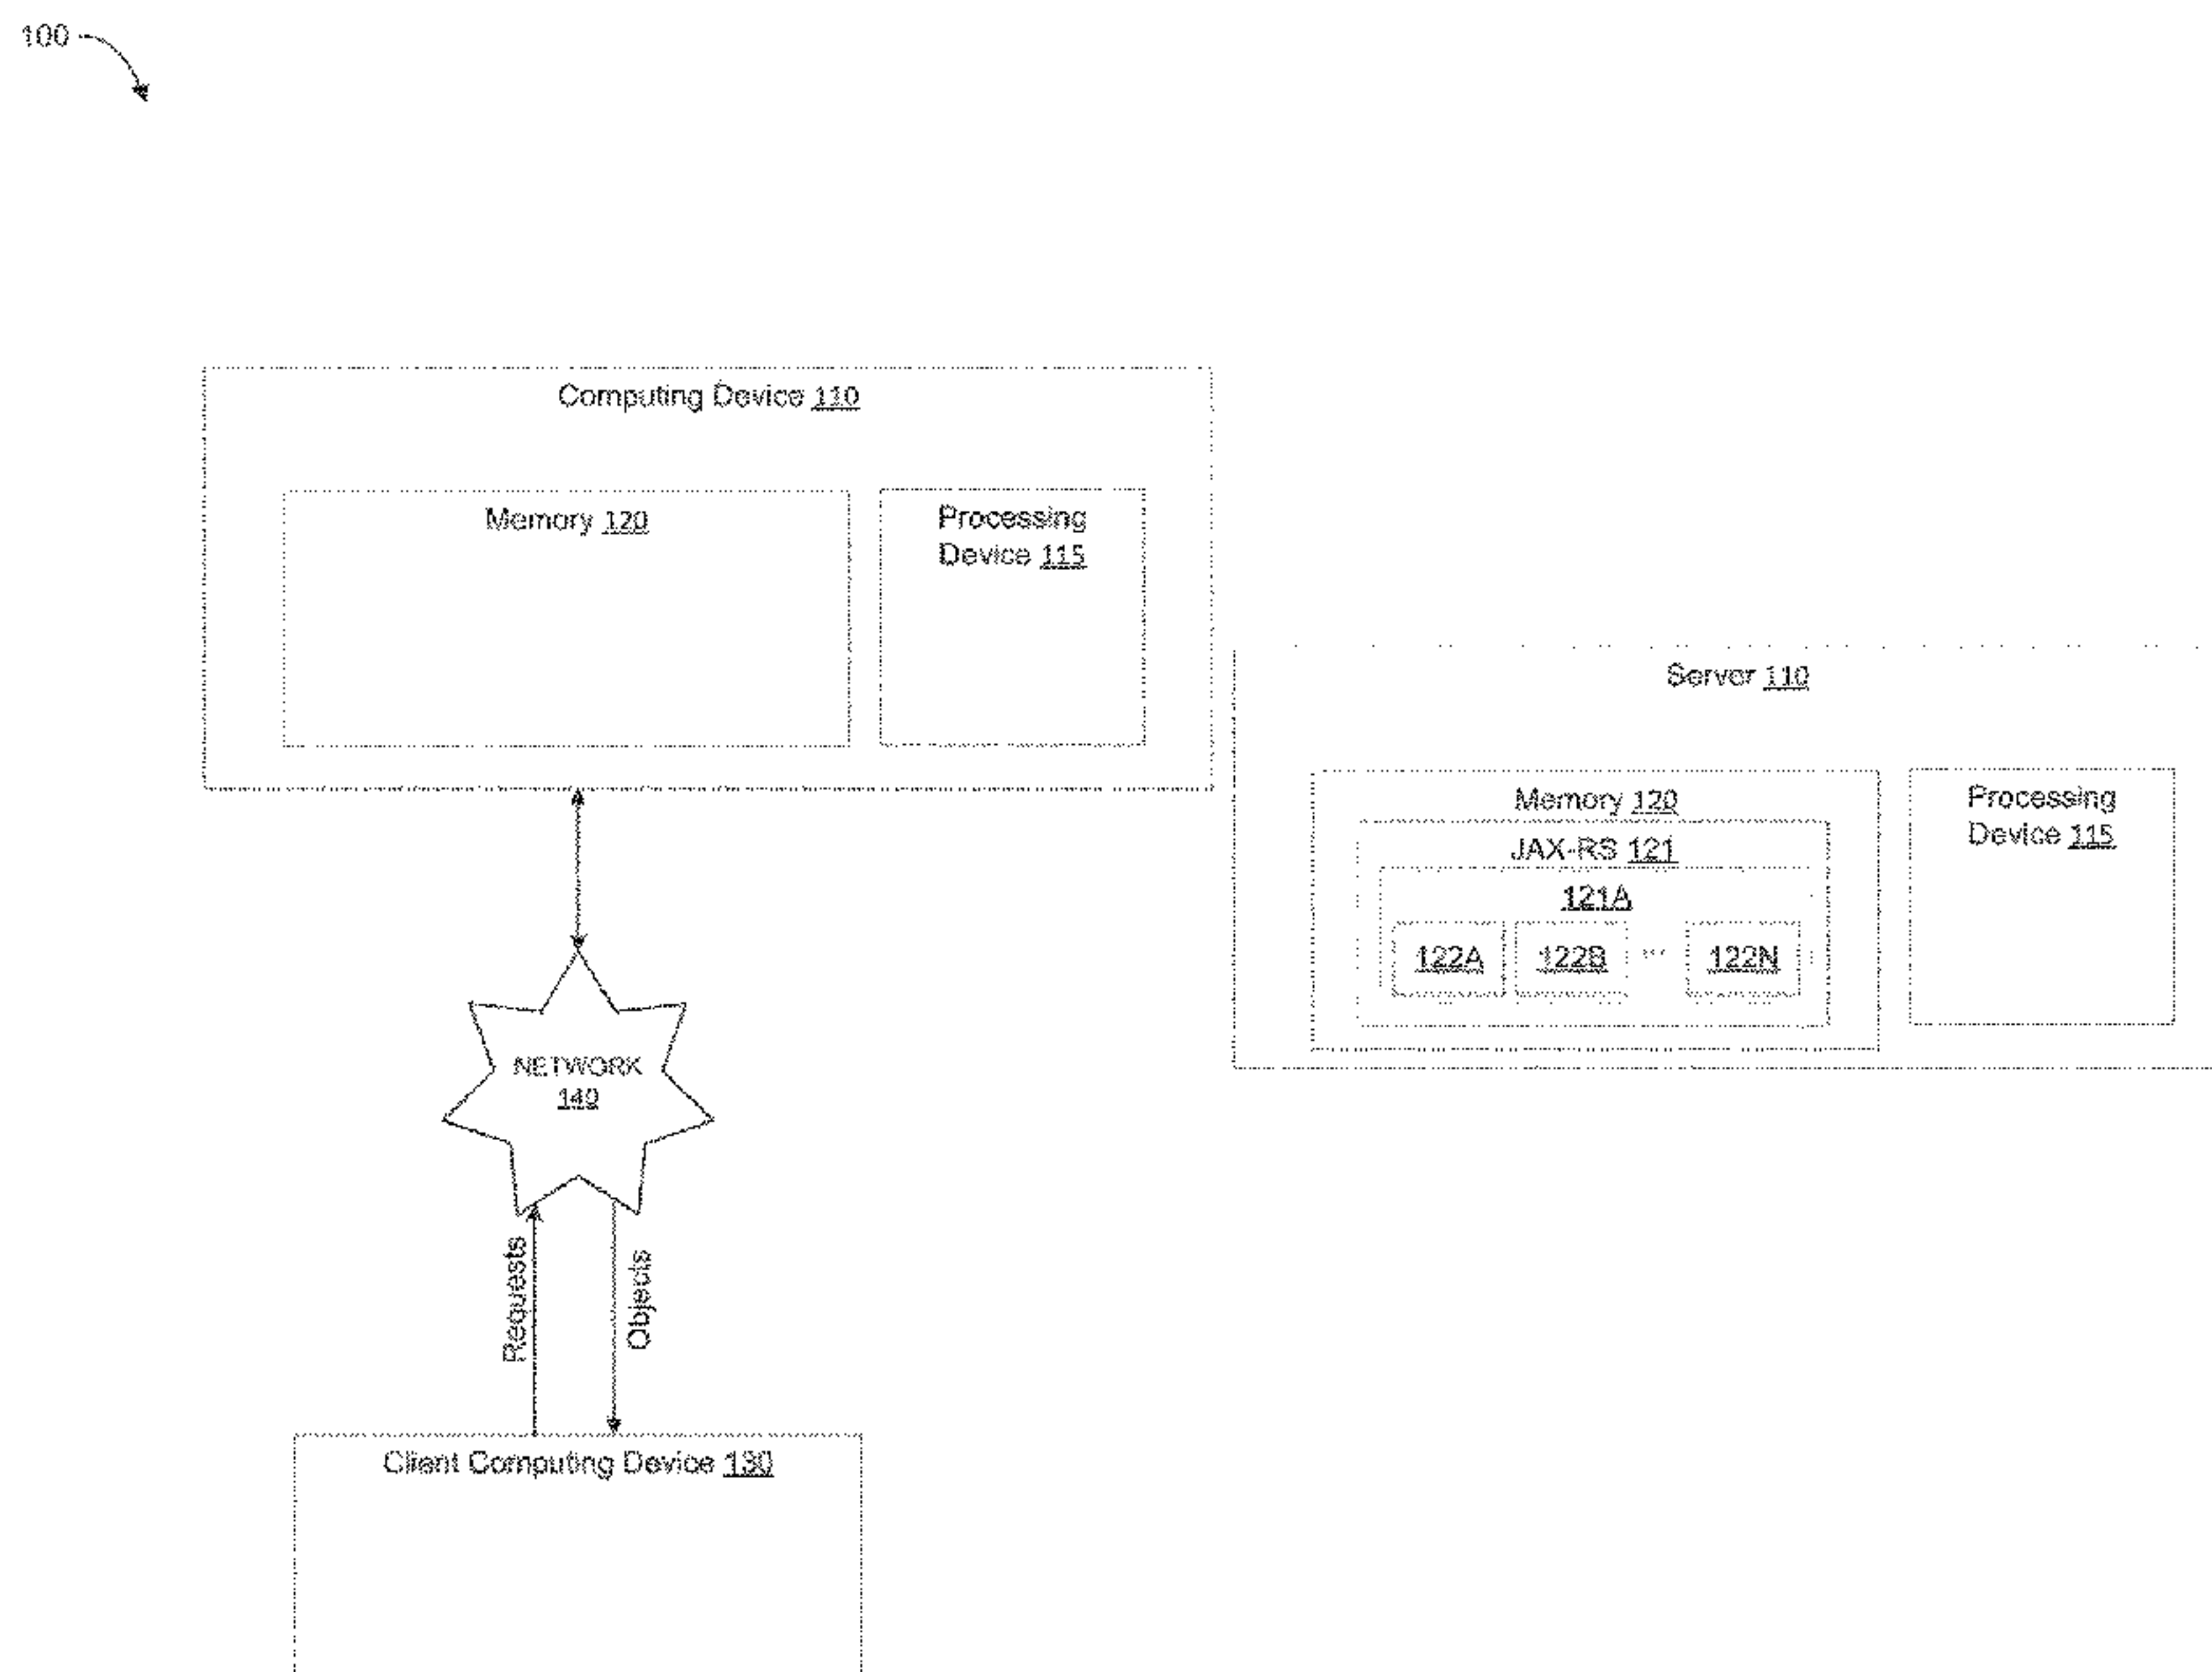 100
Computing Device 110
Memory 120
Processing
Device 115
Server 110
Memory 120
Processing
Device 115
JAX-RS 121
121A
122A 122B ... 122N
NETWORK
140
Requests
Objects
Client Computing Device 130